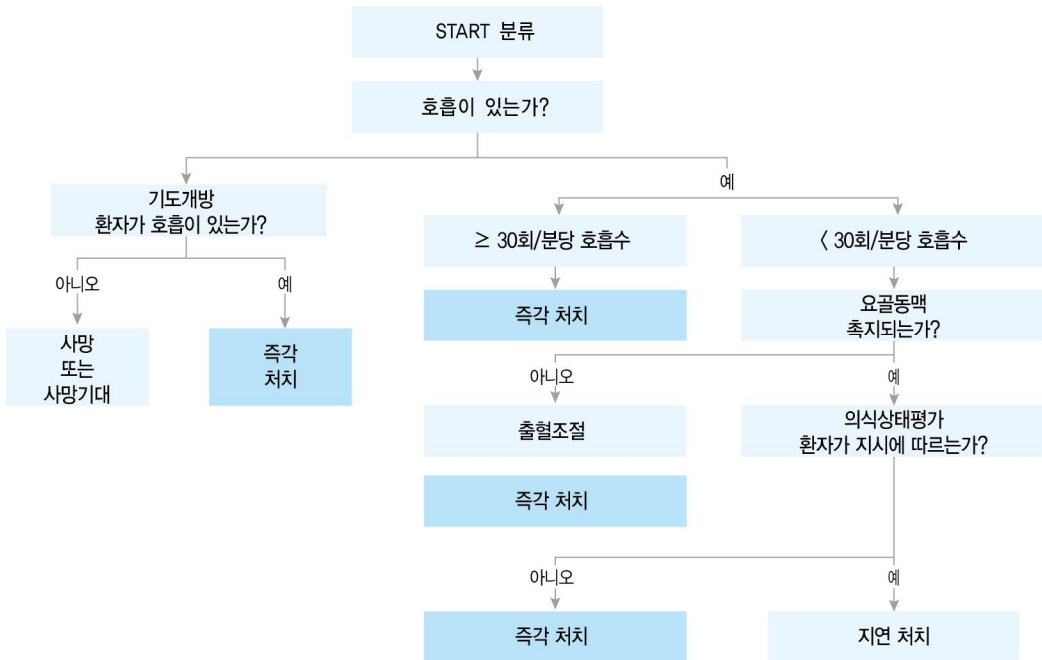 START 분류
호흡이 있는가?
예
기도개방
환자가 호흡이 있는가?
≥ 30회/분당 호흡수
< 30회/분당 호흡수
아니오
예
사망
또는
사망기대
즉각
처치
즉각 처치
요골동맥
촉지되는가?
아니오
예
출혈조절
의식상태평가
환자가 지시에 따르는가?
즉각 처치
아니오
예
즉각 처치
지연 처치